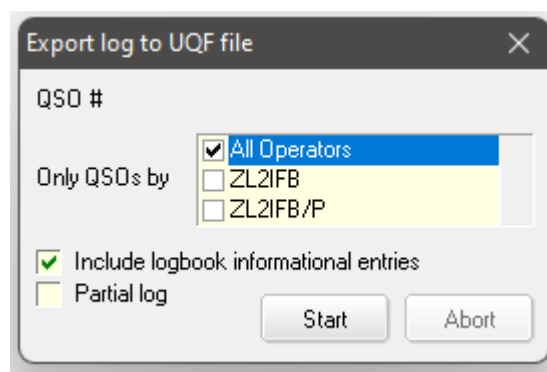 Export log to UQF file
QSO #
Only QSOs by
All Operators
ZL2IFB
ZL2IFB/P
Include logbook informational entries
Partial log
Start
Abort